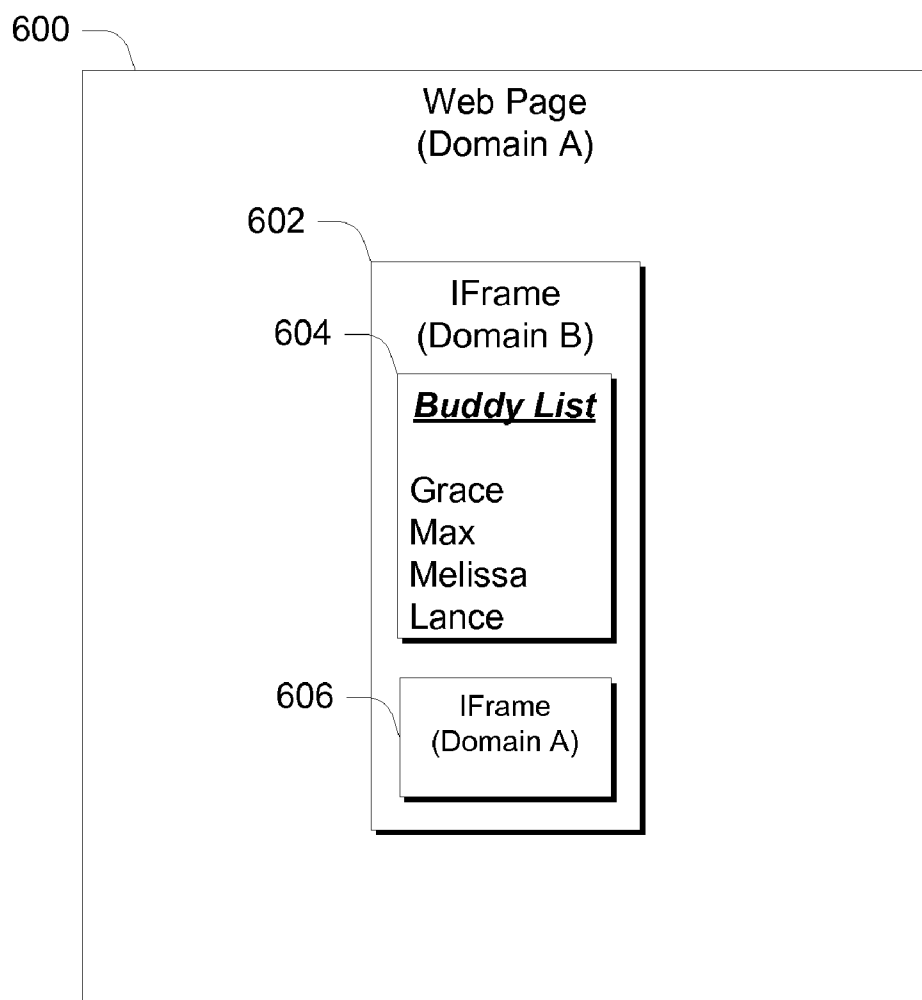 600
Web Page
(Domain A)
602
IFrame
(Domain B)
604
Buddy List
Grace
Max
Melissa
Lance
606
IFrame
(Domain A)